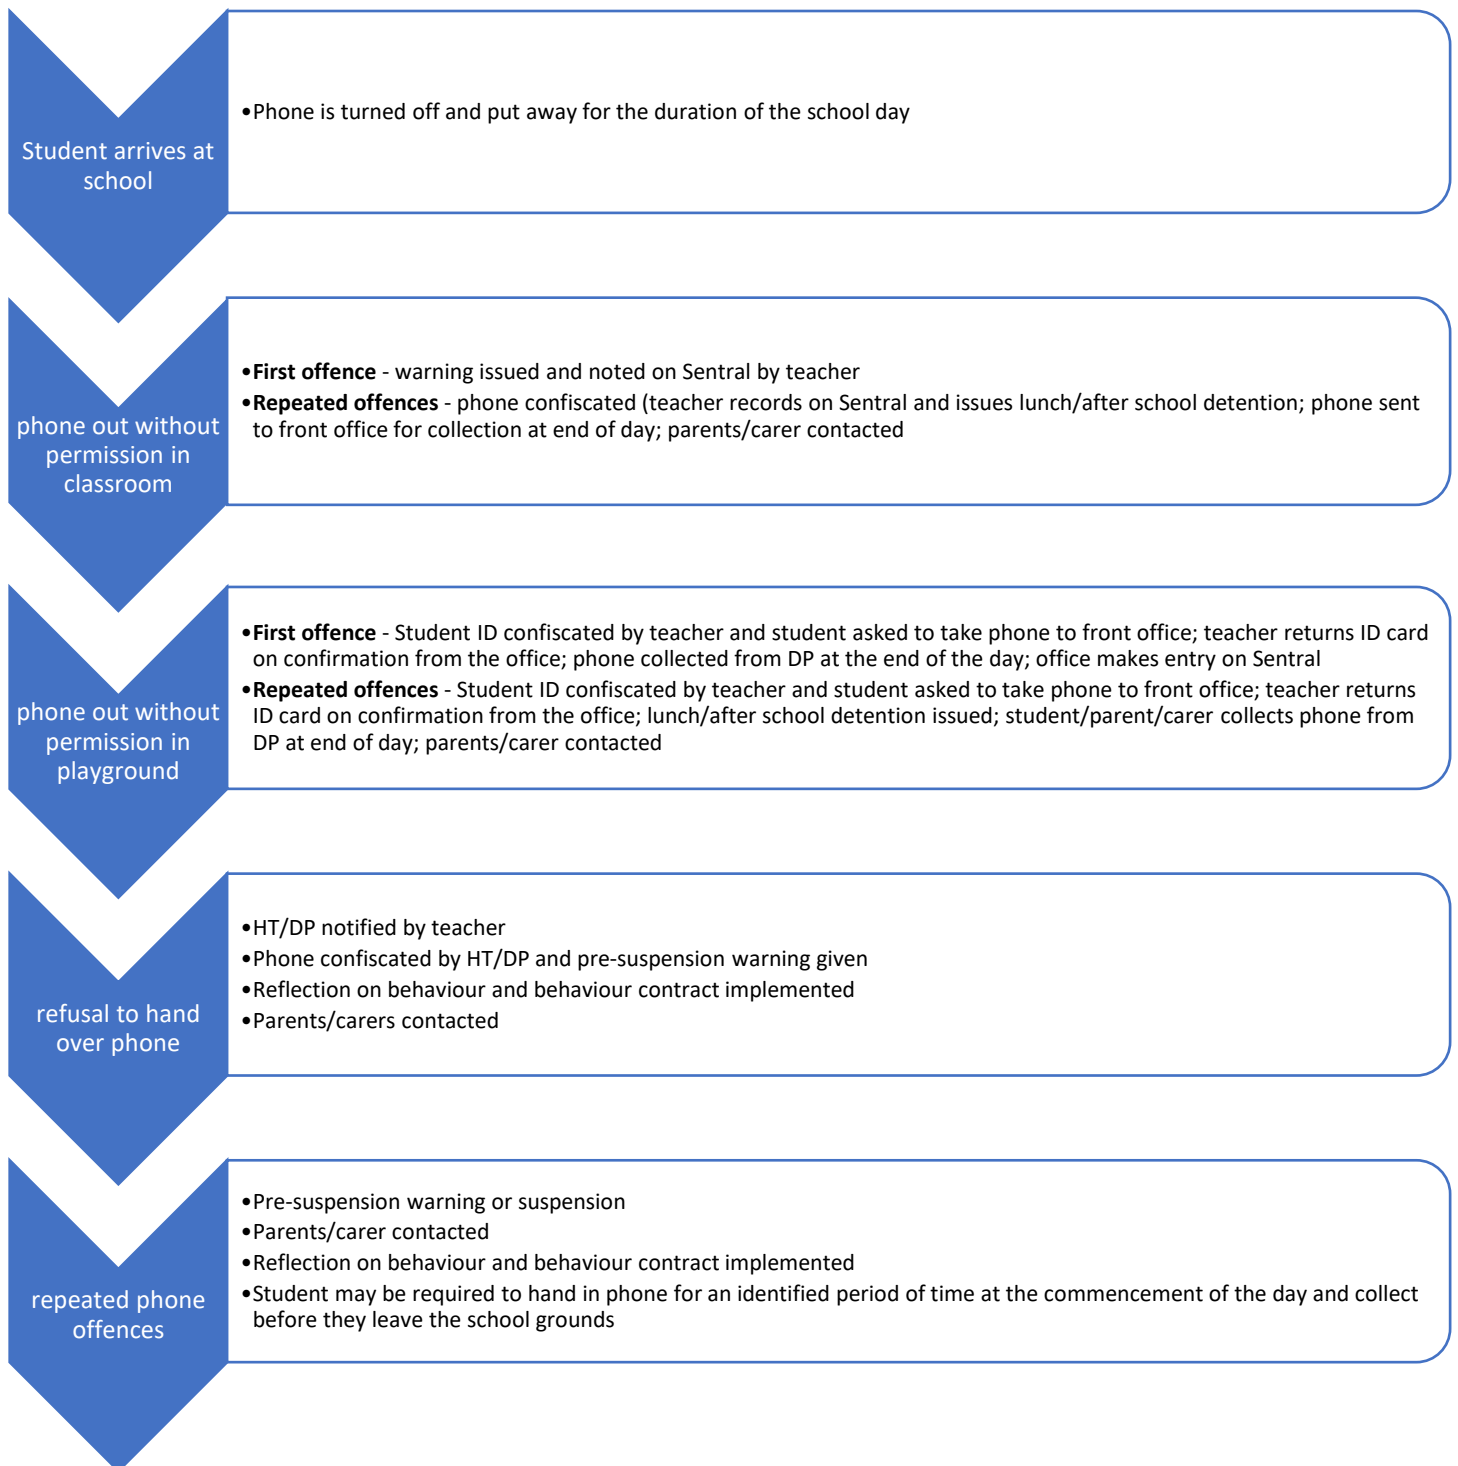 Student arrives at
school
•Phone is turned off and put away for the duration of the school day
phone out without
permission in
classroom
•First offence - warning issued and noted on Sentral by teacher
•Repeated offences - phone confiscated (teacher records on Sentral and issues lunch/after school detention; phone sent
to front office for collection at end of day; parents/carer contacted
phone out without
permission in
playground
•First offence - Student ID confiscated by teacher and student asked to take phone to front office; teacher returns ID card
on confirmation from the office; phone collected from DP at the end of the day; office makes entry on Sentral
•Repeated offences - Student ID confiscated by teacher and student asked to take phone to front office; teacher returns
ID card on confirmation from the office; lunch/after school detention issued; student/parent/carer collects phone from
DP at end of day; parents/carer contacted
refusal to hand
over phone
•HT/DP notified by teacher
•Phone confiscated by HT/DP and pre-suspension warning given
•Reflection on behaviour and behaviour contract implemented
•Parents/carers contacted
repeated phone
offences
•Pre-suspension warning or suspension
•Parents/carer contacted
•Reflection on behaviour and behaviour contract implemented
•Student may be required to hand in phone for an identified period of time at the commencement of the day and collect
before they leave the school grounds